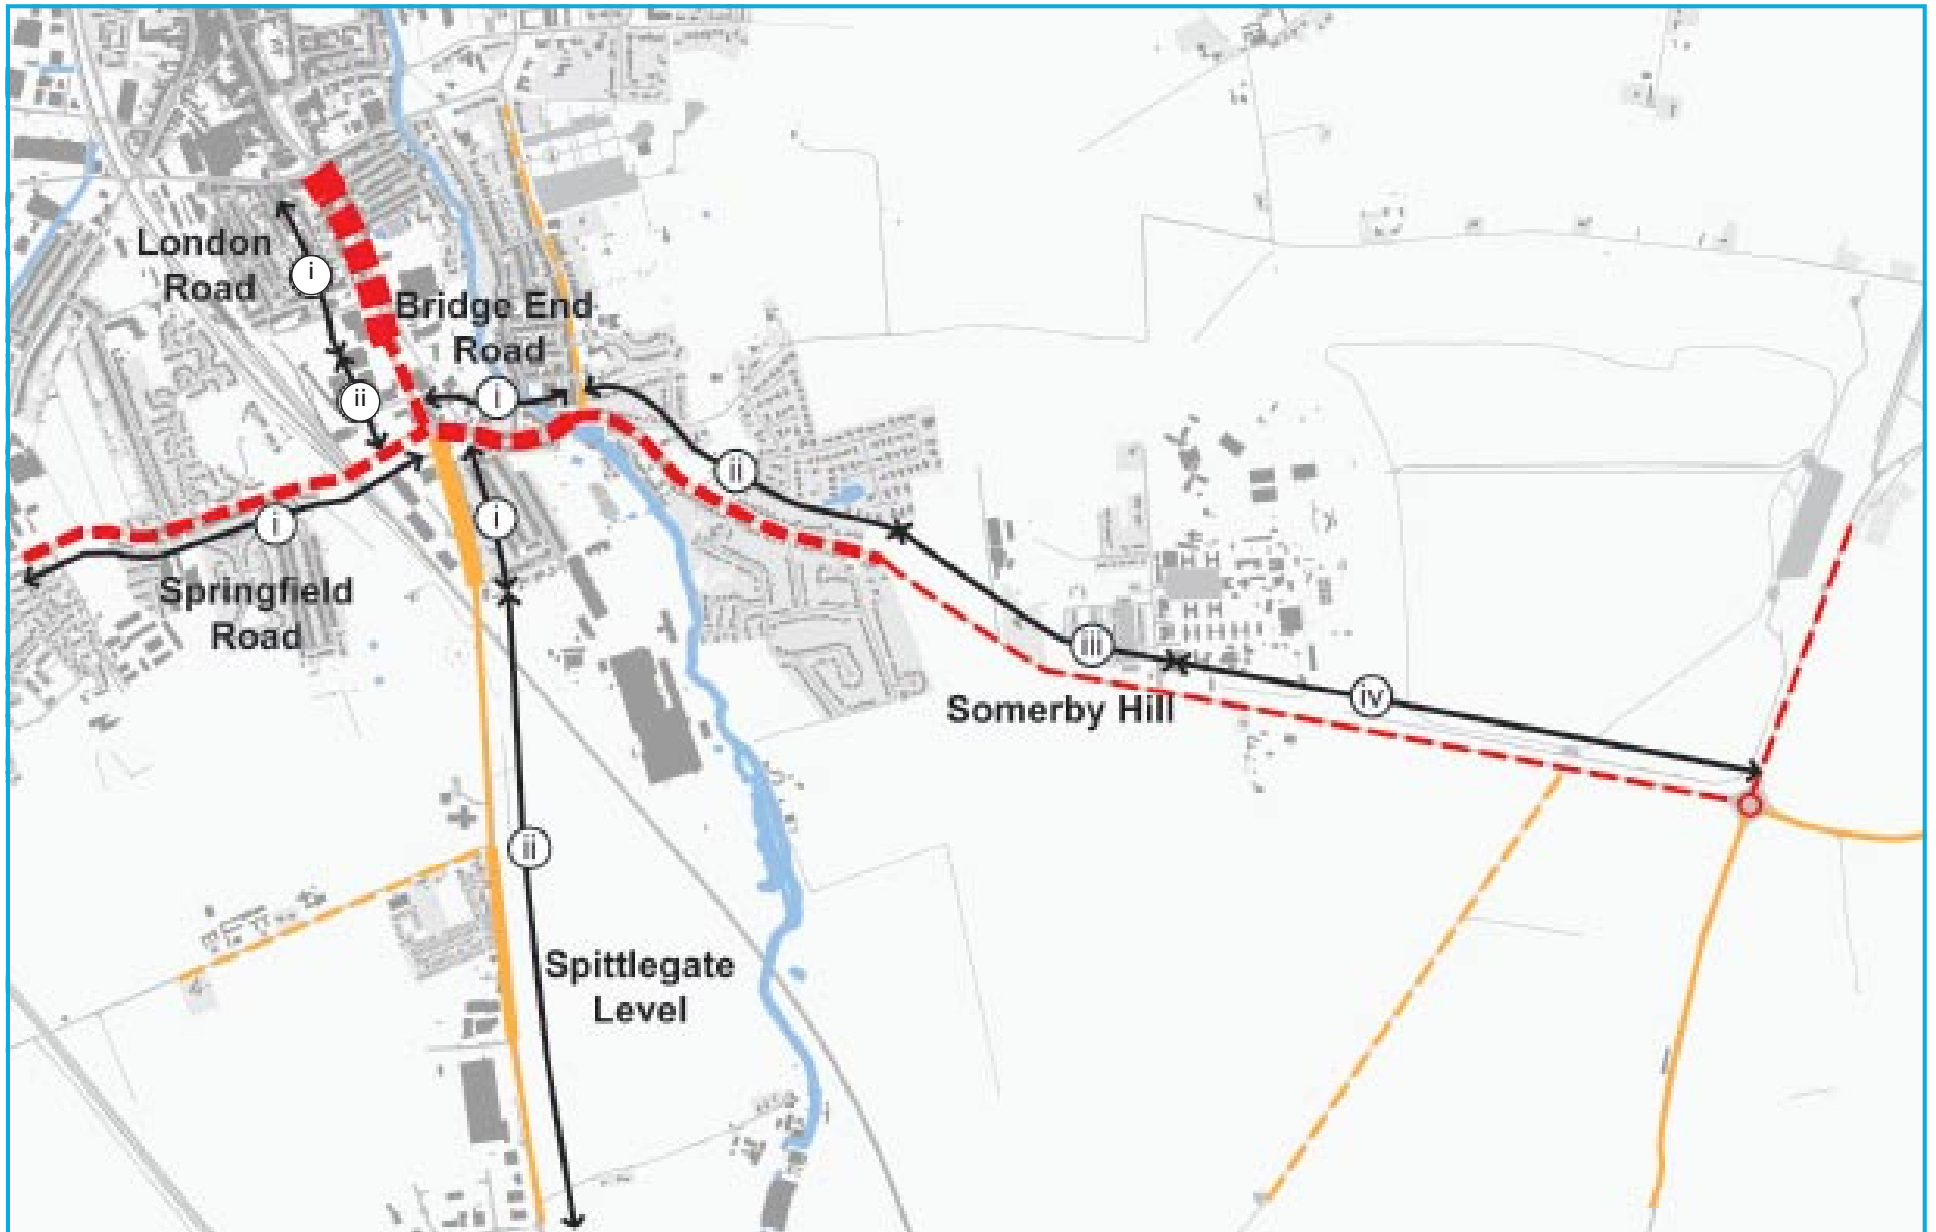 London
Road
i
Bridge End
Road
ii
i
ii
i
i
Springfield
Road
iii
iv
Somerby Hill
ii
Spittlegate
Level